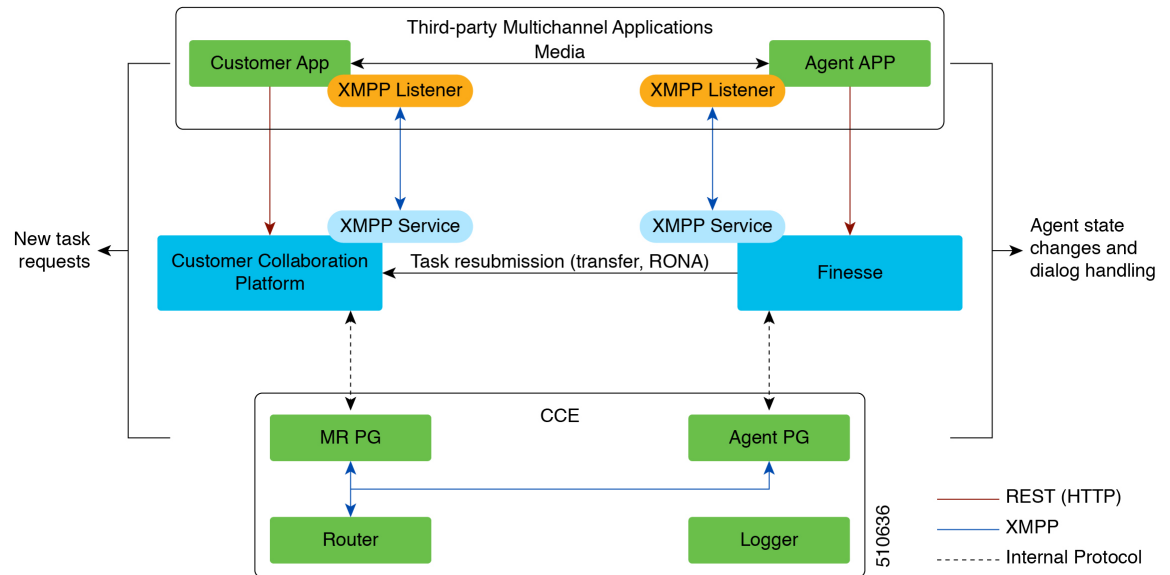 Third-party Multichannel Applications
Media
Customer App
Agent APP
XMPP Listener
XMPP Listener
XMPP Service
XMPP Service
New task
requests
Customer Collaboration
Platform
Task resubmission (transfer, RONA)
Finesse
Agent state
changes and
dialog handling
CCE
MR PG
Agent PG
Router
Logger
510636
REST (HTTP)
XMPP
Internal Protocol